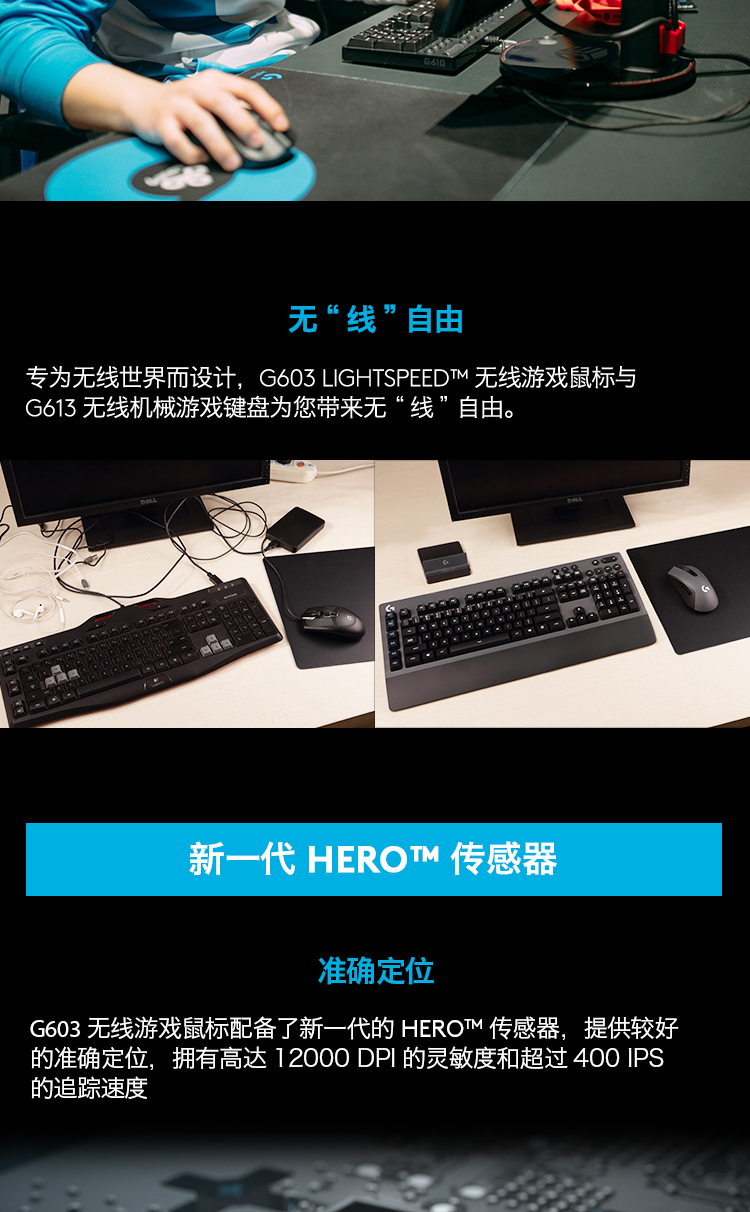 G610
无“线”自由
专为无线世界而设计，G603 LIGHTSPEED™ 无线游戏鼠标与
G613 无线机械游戏键盘为您带来无“线”自由。
DELL
DELL
新一代 HERO™ 传感器
准确定位
G603 无线游戏鼠标配备了新一代的 HERO™ 传感器，提供较好
的准确定位，拥有高达 12000 DPI 的灵敏度和超过 400 IPS
的追踪速度